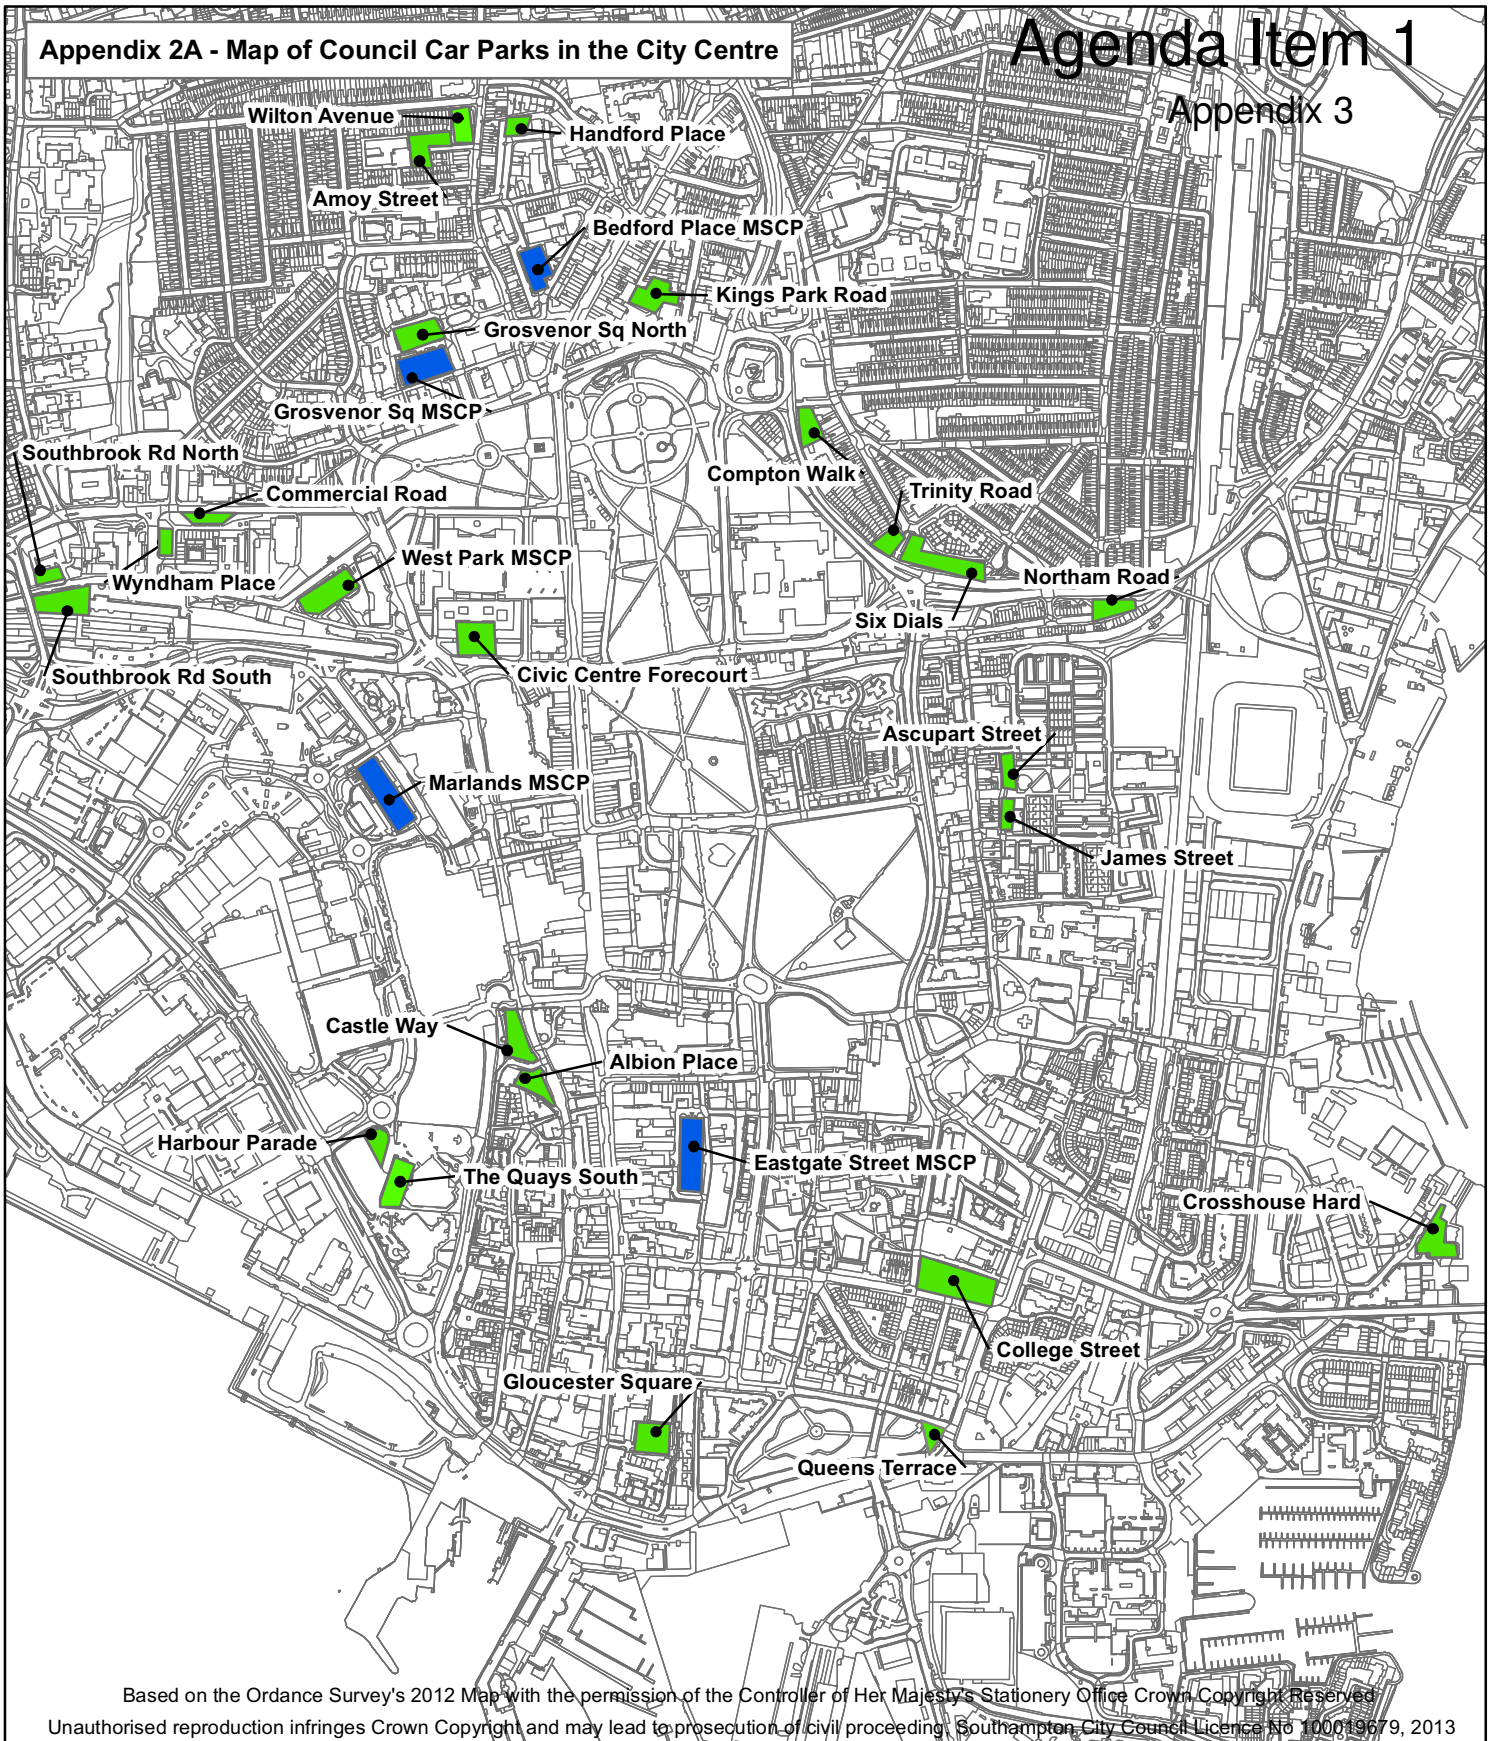 Agenda Item 1
Appendix 3
Appendix 2A - Map of Council Car Parks in the City Centre
Wilton Avenue
Handford Place
Amoy Street
Bedford Place MSCP
Kings Park Road
Grosvenor Sq North
Grosvenor Sq MSCP
Southbrook Rd North
Commercial Road
Compton Walk
Trinity Road
West Park MSCP
Wyndham Place
Northam Road
Six Dials
Southbrook Rd South
Civic Centre Forecourt
Ascupart Street
Marlands MSCP
James Street
Castle Way
Albion Place
Harbour Parade
The Quays South
Eastgate Street MSCP
Crosshouse Hard
College Street
Gloucester Square
Queens Terrace
Based on the Ordance Survey's 2012 Map with the permission of the Controller of Her Majesty's Stationery Office Crown Copyright Reserved
Unauthorised reproduction infringes Crown Copyright and may lead to prosecution of civil proceeding. Southampton City Council Licence No 100019679, 2013